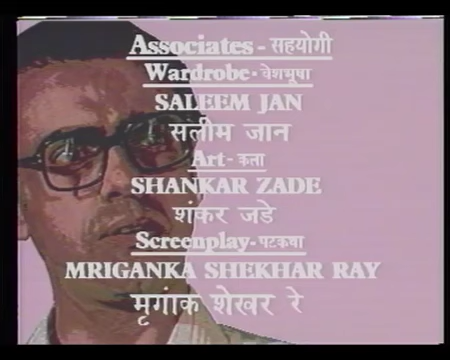 Associates - सहयोगी
Wardrobe - वेशभूषा
SALEEM JAN
सलीम जान
Art - कला
SHANKAR ZADE
शंकर जडे
Screenplay - पटकथा
MRIGANKA SHEKHAR RAY
मृगांक शेखर रे